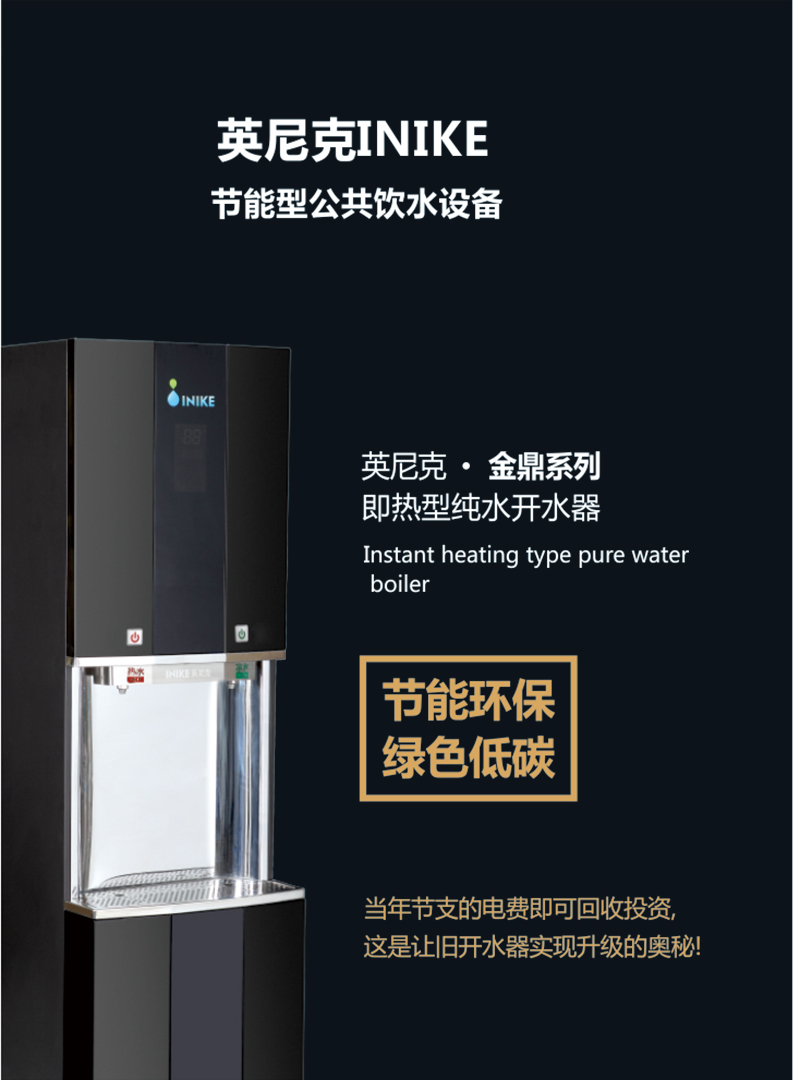 英尼克INIKE
节能型公共饮水设备
INIKE
英尼克 • 金鼎系列
即热型纯水开水器
Instant heating type pure water
boiler
热水
INIKE
节能环保
绿色低碳
当年节支的电费即可回收投资,
这是让旧开水器实现升级的奥秘!